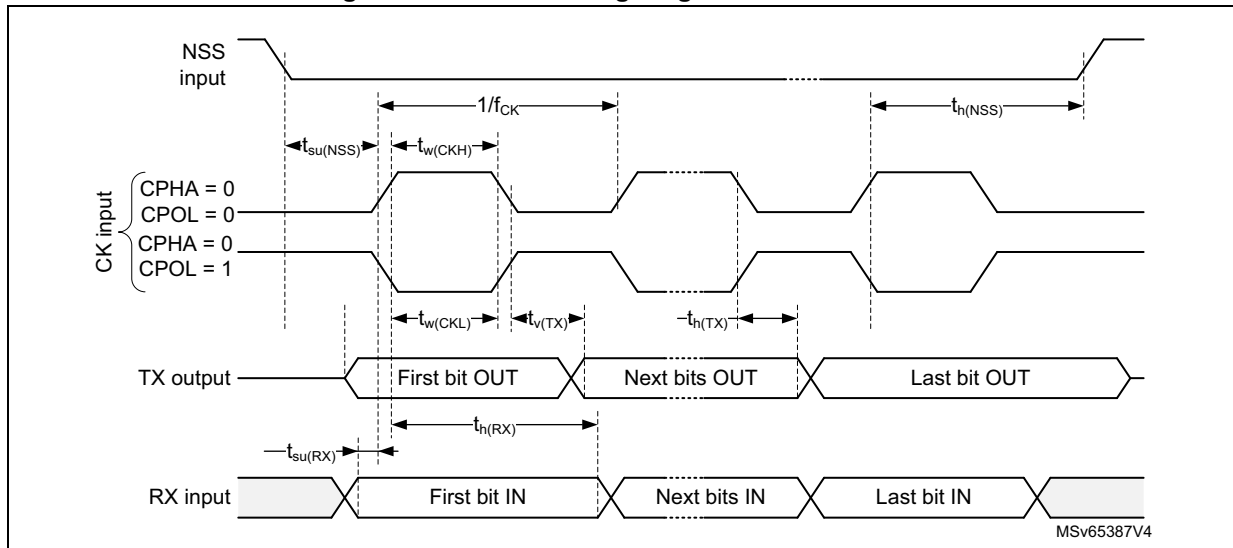 NSS
input
1/fCK
th(NSS)
tsu(NSS)
tw(CKH)
CK input
CPHA = 0
CPOL = 0
CPHA = 0
CPOL = 1
tw(CKL)
tv(TX)
th(TX)
TX output
First bit OUT
Next bits OUT
Last bit OUT
th(RX)
tsu(RX)
RX input
First bit IN
Next bits IN
Last bit IN
MSv65387V4